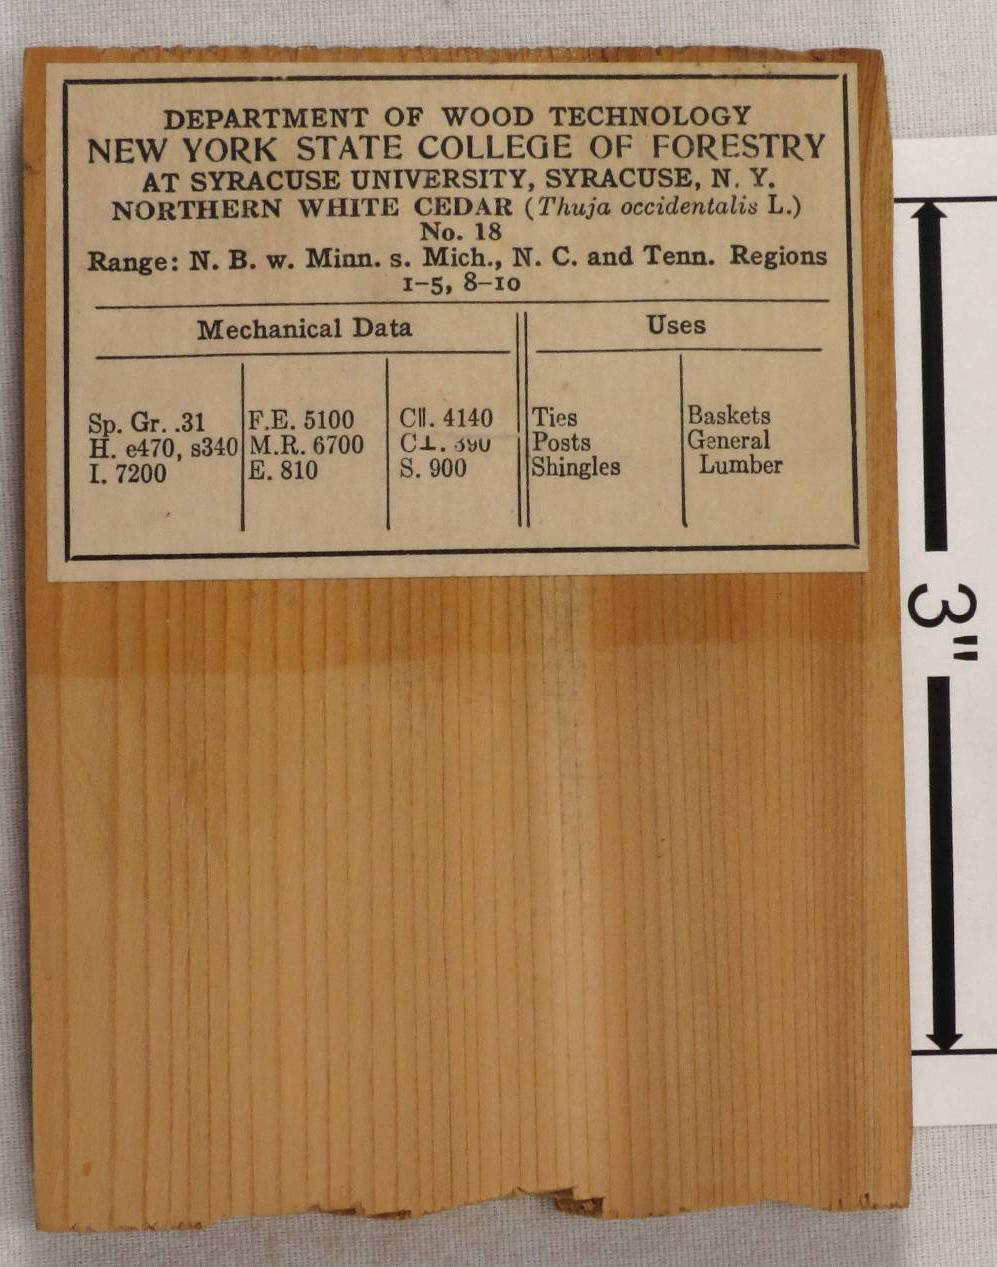 DEPARTMENT OF WOOD TECHNOLOGY
NEW YORK STATE COLLEGE OF FORESTRY
AT SYRACUSE UNIVERSITY, SYRACUSE, N. Y.
NORTHERN WHITE CEDAR (Thuja occidentalis L.)
No. 18
Range: N. B. w. Minn. s. Mich., N. C. and Tenn. Regions
1-5, 8-10
Mechanical Data
Sp. Gr. .31
H. e470, s340
I. 7200
F.E. 5100
M.R. 6700
E. 810
C||. 4140
C⊥. 390
S. 900
Uses
Ties
Posts
Shingles
Baskets
General
Lumber
3"